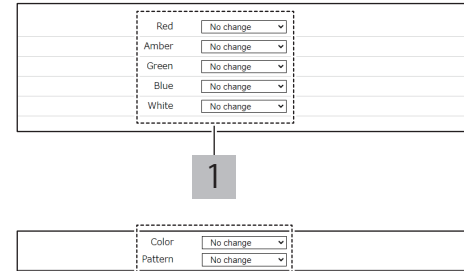 Red No change
Amber No change
Green No change
Blue No change
White No change
1
Color No change
Pattern No change